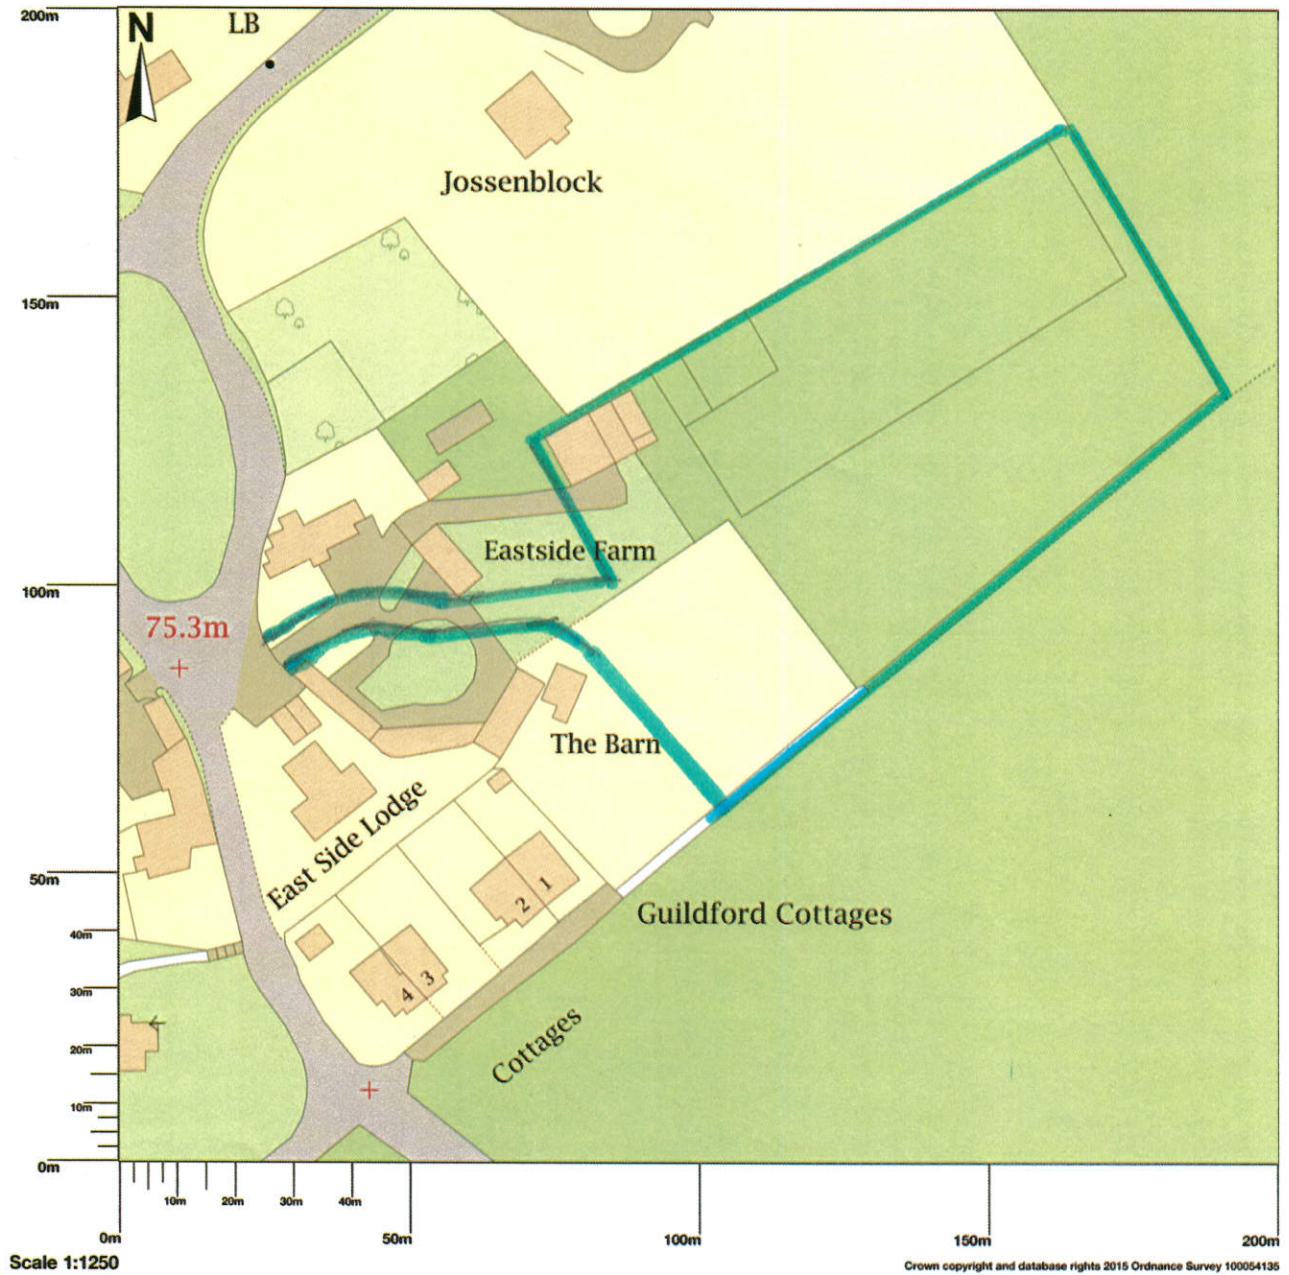 200m
N
LB
Jossenblock
150m
Eastside Farm
100m
75.3m
The Barn
East Side Lodge
50m
1
2
Guildford Cottages
40m
3
4
30m
Cottages
20m
10m
0m
10m 20m 30m 40m
0m 50m 100m 150m 200m
Scale 1:1250
Crown copyright and database rights 2015 Ordnance Survey 100054135